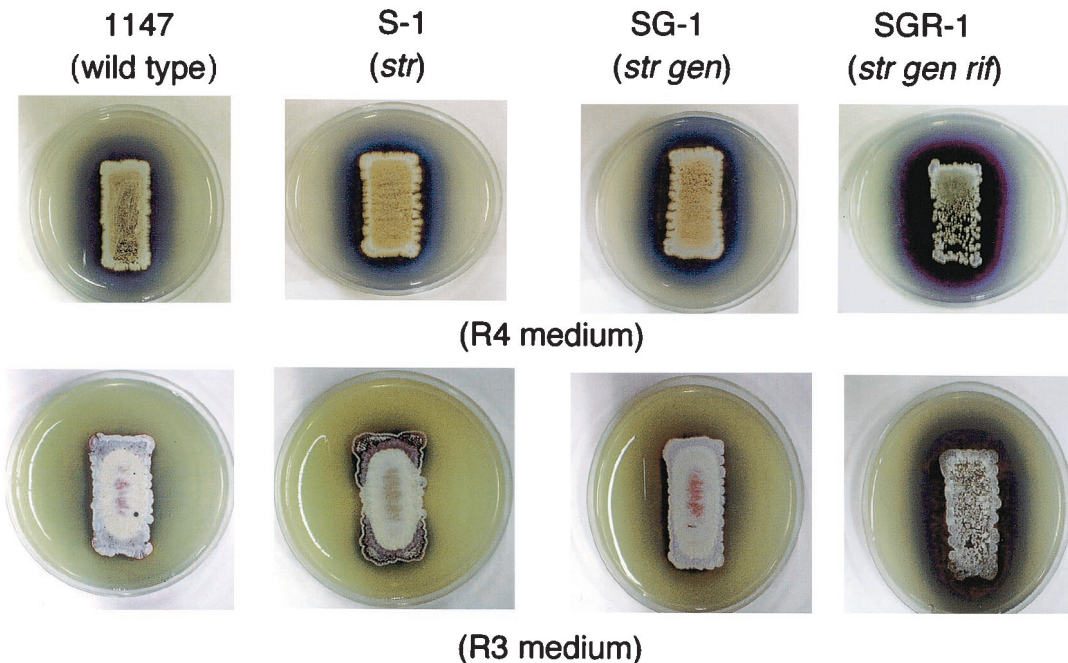 1147 S-1 SG-1 SGR-1
(wild type) (str) (str gen) (str gen rif)
(R4 medium)
(R3 medium)